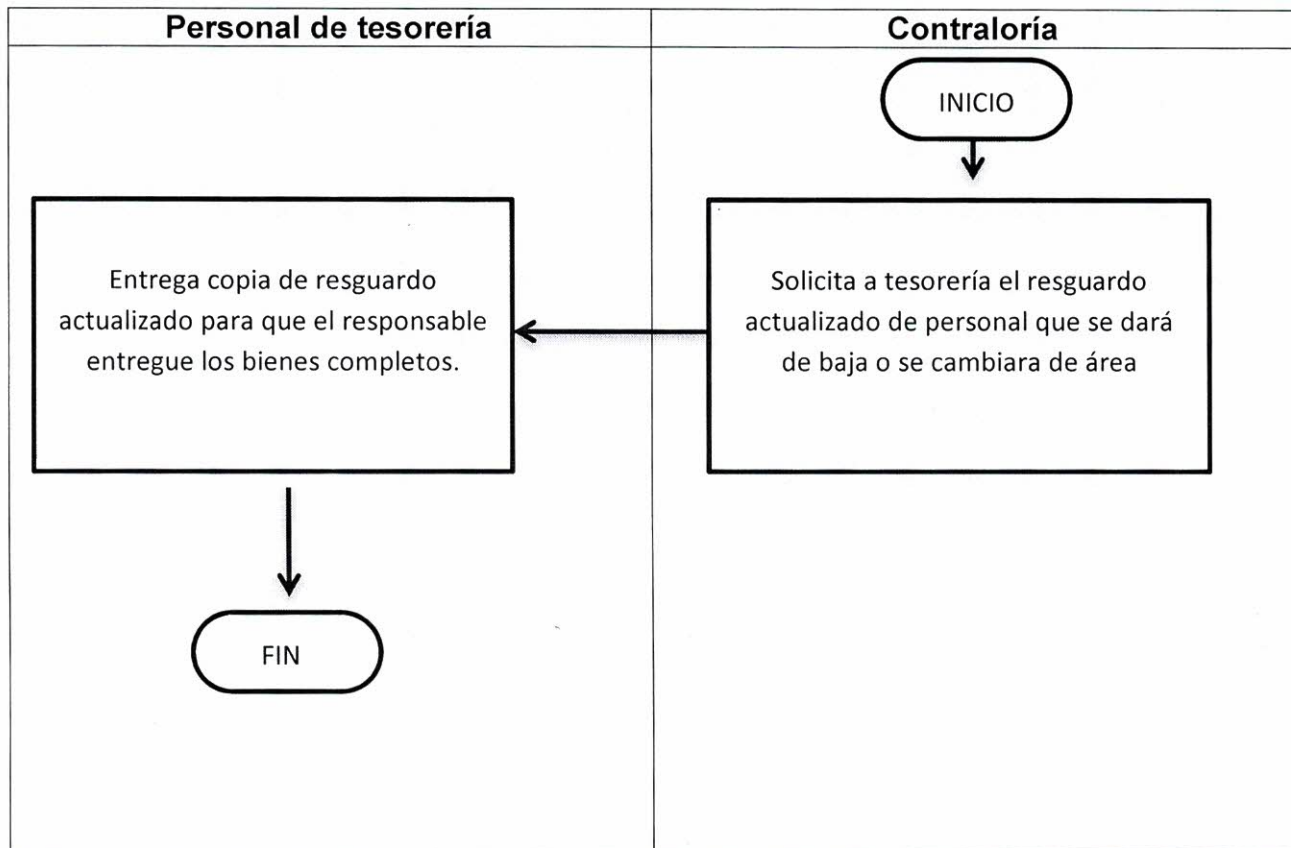 Personal de tesorería
Contraloría
INICIO
Solicita a tesorería el resguardo
actualizado de personal que se dará
de baja o se cambiara de área
Entrega copia de resguardo
actualizado para que el responsable
entregue los bienes completos.
FIN